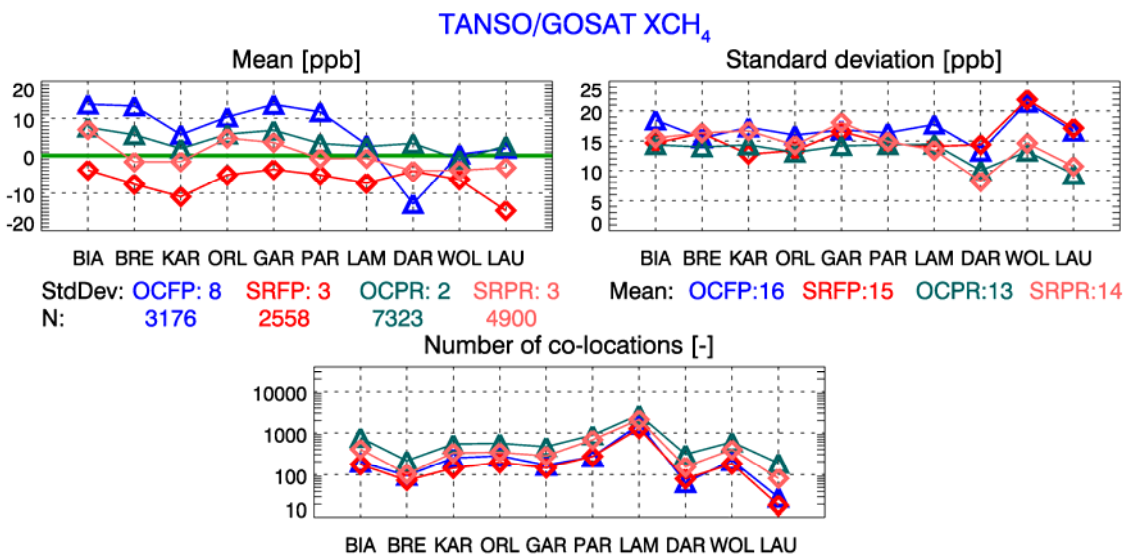 TANSO/GOSAT XCH4
Mean [ppb]
20
10
0
-10
-20
BIA BRE KAR ORL GAR PAR LAM DAR WOL LAU
StdDev: OCFP: 8 SRFP: 3 OCPR: 2 SRPR: 3
N: 3176 2558 7323 4900
Standard deviation [ppb]
25
20
15
10
5
0
BIA BRE KAR ORL GAR PAR LAM DAR WOL LAU
Mean: OCFP:16 SRFP:15 OCPR:13 SRPR:14
Number of co-locations [-]
10000
1000
100
10
BIA BRE KAR ORL GAR PAR LAM DAR WOL LAU